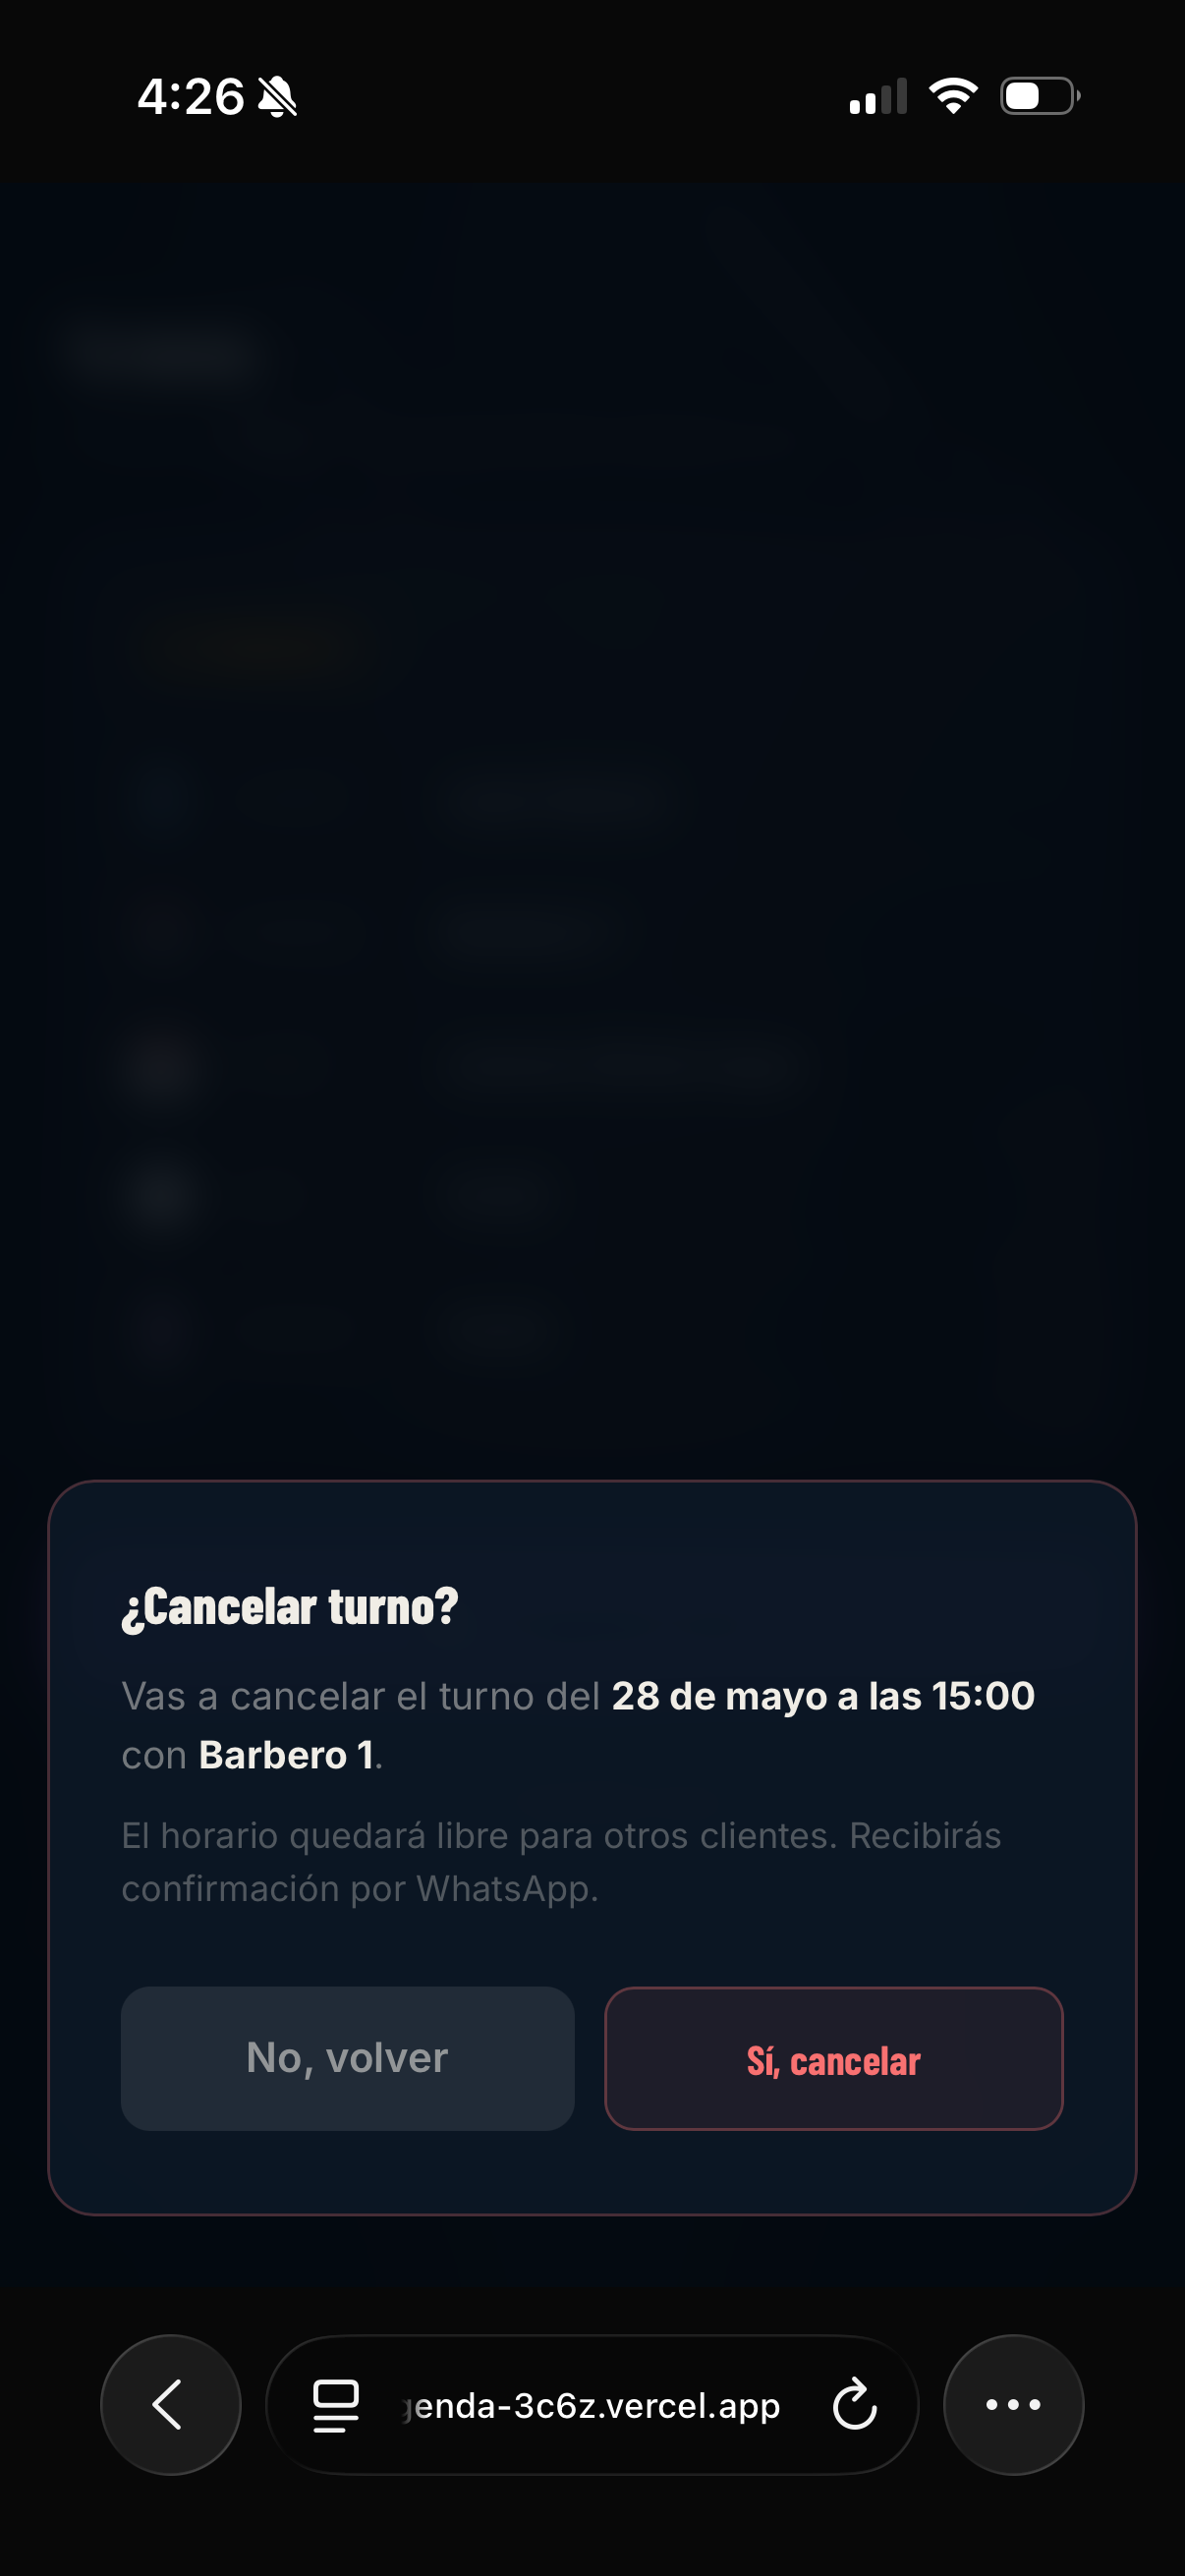 4:26
¿Cancelar turno?
Vas a cancelar el turno del 28 de mayo a las 15:00
con Barbero 1.
El horario quedará libre para otros clientes. Recibirás
confirmación por WhatsApp.
No, volver
Sí, cancelar
genda-3c6z.vercel.app